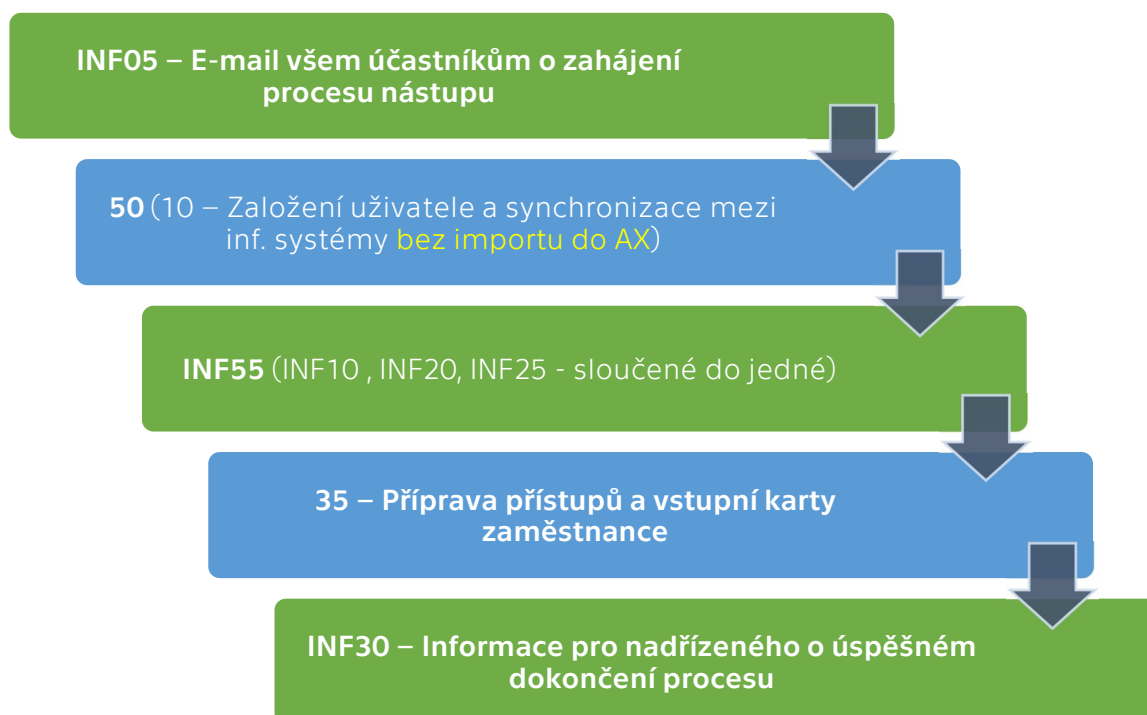 INF05 – E-mail všem účastníkům o zahájení
procesu nástupu
50 (10 – Založení uživatele a synchronizace mezi
inf. systémy bez importu do AX)
INF55 (INF10 , INF20, INF25 - sloučené do jedné)
35 – Příprava přístupů a vstupní karty
zaměstnance
INF30 – Informace pro nadřízeného o úspěšném
dokončení procesu